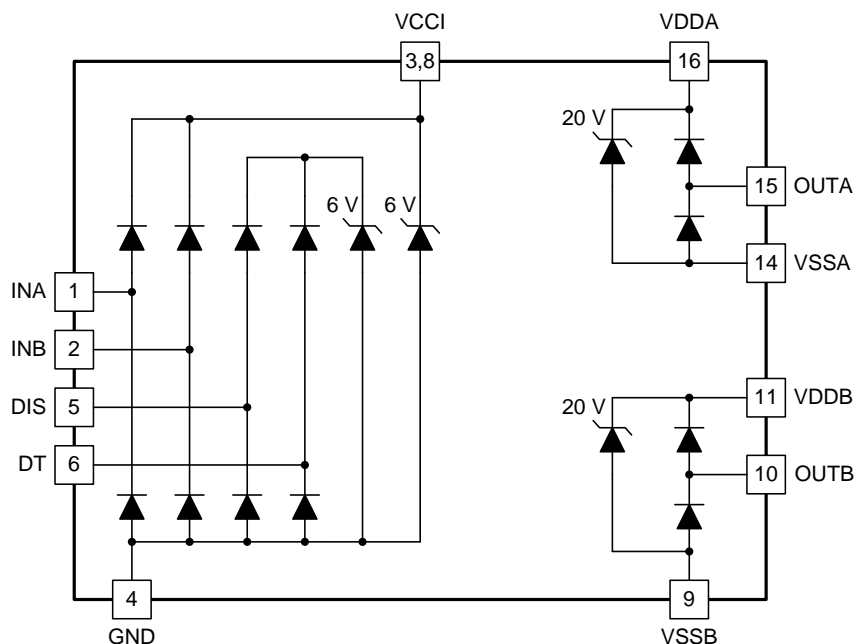 VCCI
VDDA
3,8
16
20 V
15 OUTA
6 V
6 V
14 VSSA
INA 1
INB 2
DIS 5
20 V
11 VDDB
DT 6
10 OUTB
4
9
GND
VSSB